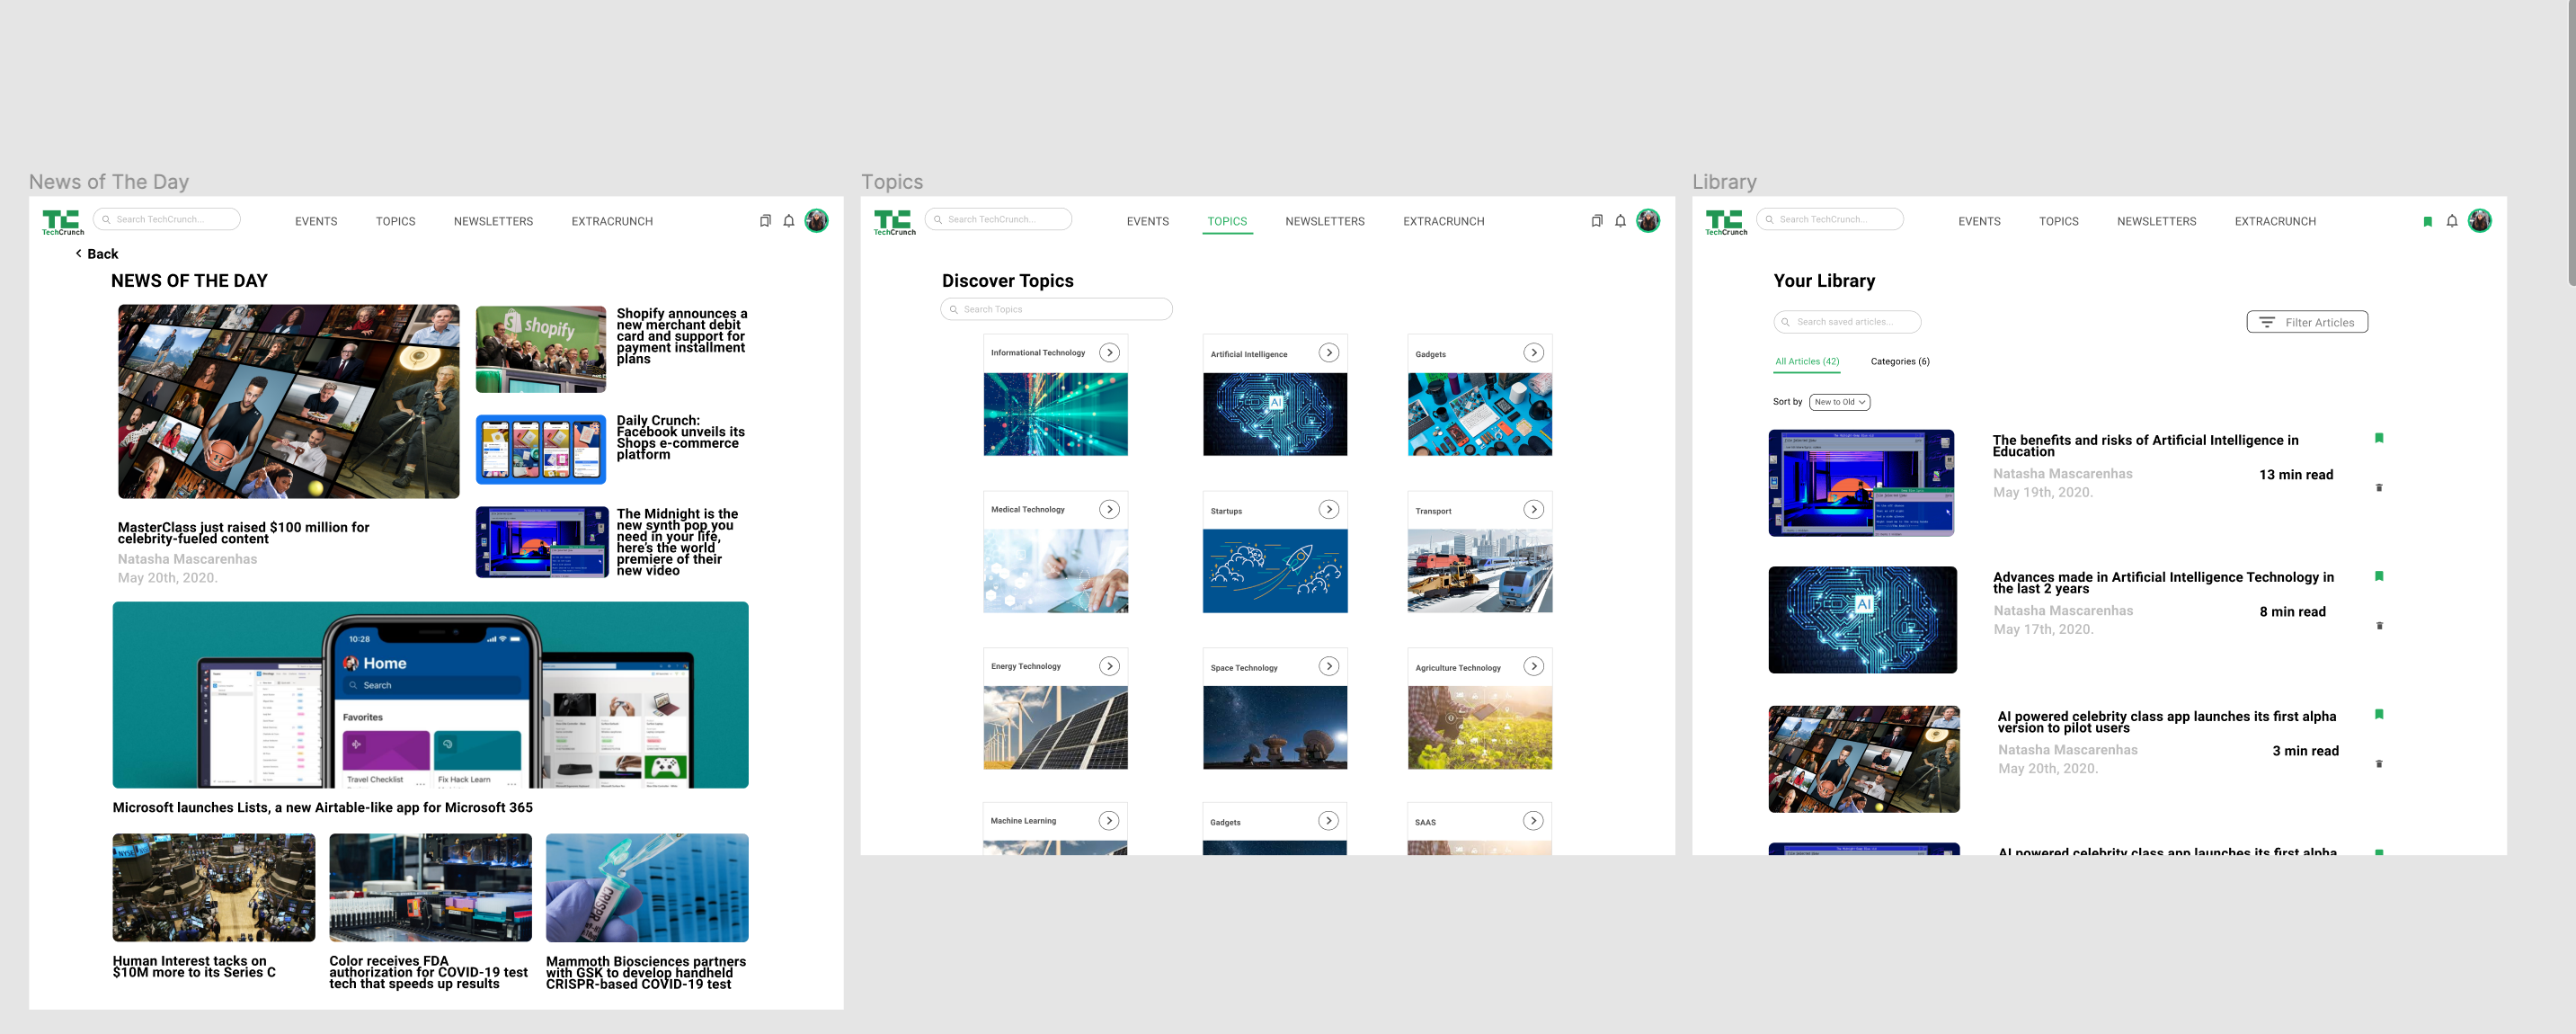 News of The Day
TechCrunch
Search TechCrunch...
EVENTS
TOPICS
NEWSLETTERS
EXTRACRUNCH
Back
NEWS OF THE DAY
MasterClass just raised $100 million for
celebrity-fueled content
Natasha Mascarenhas
May 20th, 2020.
shopify
Shopify announces a
new merchant debit
card and support for
payment installment
plans
Daily Crunch:
Facebook unveils its
Shops e-commerce
platform
The Midnight is the
new synth pop you
need in your life,
here's the world
premiere of their
new video
10:28
Home
Search
Favorites
Travel Checklist
Fix Hack Learn
Microsoft launches Lists, a new Airtable-like app for Microsoft 365
NYSE
Human Interest tacks on
$10M more to its Series C
Color receives FDA
authorization for COVID-19 test
tech that speeds up results
CRISPR
Mammoth Biosciences partners
with GSK to develop handheld
CRISPR-based COVID-19 test
Topics
TechCrunch
Search TechCrunch...
EVENTS
TOPICS
NEWSLETTERS
EXTRACRUNCH
Discover Topics
Search Topics
Informational Technology
Artificial Intelligence
AI
Gadgets
Medical Technology
Startups
Transport
Energy Technology
Space Technology
Agriculture Technology
Machine Learning
Gadgets
SAAS
Library
TechCrunch
Search TechCrunch...
EVENTS
TOPICS
NEWSLETTERS
EXTRACRUNCH
Your Library
Search saved articles...
Filter Articles
All Articles (42)
Categories (6)
Sort by
New to Old
The benefits and risks of Artificial Intelligence in
Education
Natasha Mascarenhas
13 min read
May 19th, 2020.
AI
Advances made in Artificial Intelligence Technology in
the last 2 years
Natasha Mascarenhas
8 min read
May 17th, 2020.
AI powered celebrity class app launches its first alpha
version to pilot users
Natasha Mascarenhas
3 min read
May 20th, 2020.
AI powered celebrity class app launches its first alpha